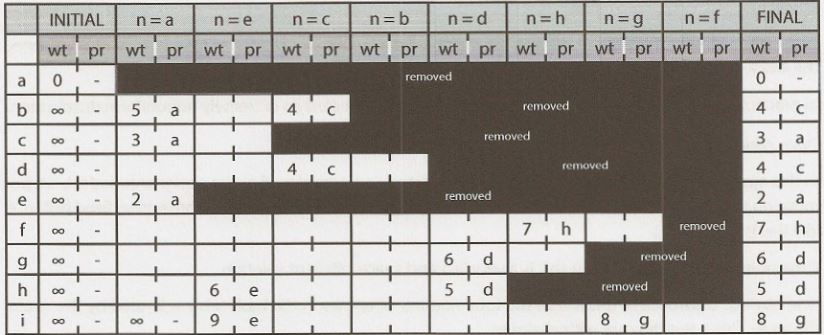 INITIAL n = a n = e n = c n = b n = d n = h n = g n = f FINAL
wt pr wt pr wt pr wt pr wt pr wt pr wt pr wt pr wt pr wt pr
a 0 - removed 0 -
b ∞ - 5 a 4 c removed 4 c
c ∞ - 3 a removed 3 a
d ∞ - 4 c removed 4 c
e ∞ - 2 a removed 2 a
f ∞ - 7 h removed 7 h
g ∞ - 6 d removed 6 d
h ∞ - 6 e 5 d removed 5 d
i ∞ - ∞ - 9 e 8 g 8 g